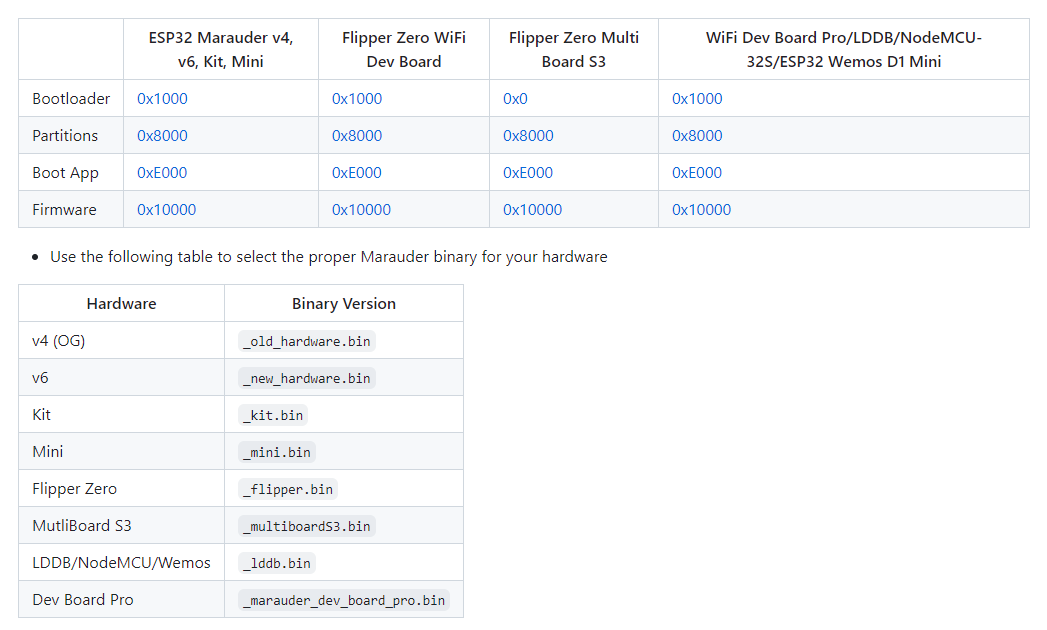 ESP32 Marauder v4, v6, Kit, Mini | Flipper Zero WiFi Dev Board | Flipper Zero Multi Board S3 | WiFi Dev Board Pro/LDDB/NodeMCU-32S/ESP32 Wemos D1 Mini
Bootloader | 0x1000 | 0x1000 | 0x0 | 0x1000
Partitions | 0x8000 | 0x8000 | 0x8000 | 0x8000
Boot App | 0xE000 | 0xE000 | 0xE000 | 0xE000
Firmware | 0x10000 | 0x10000 | 0x10000 | 0x10000
• Use the following table to select the proper Marauder binary for your hardware
Hardware | Binary Version
v4 (OG) | _old_hardware.bin
v6 | _new_hardware.bin
Kit | _kit.bin
Mini | _mini.bin
Flipper Zero | _flipper.bin
MutliBoard S3 | _multiboardS3.bin
LDDB/NodeMCU/Wemos | _lddb.bin
Dev Board Pro | _marauder_dev_board_pro.bin